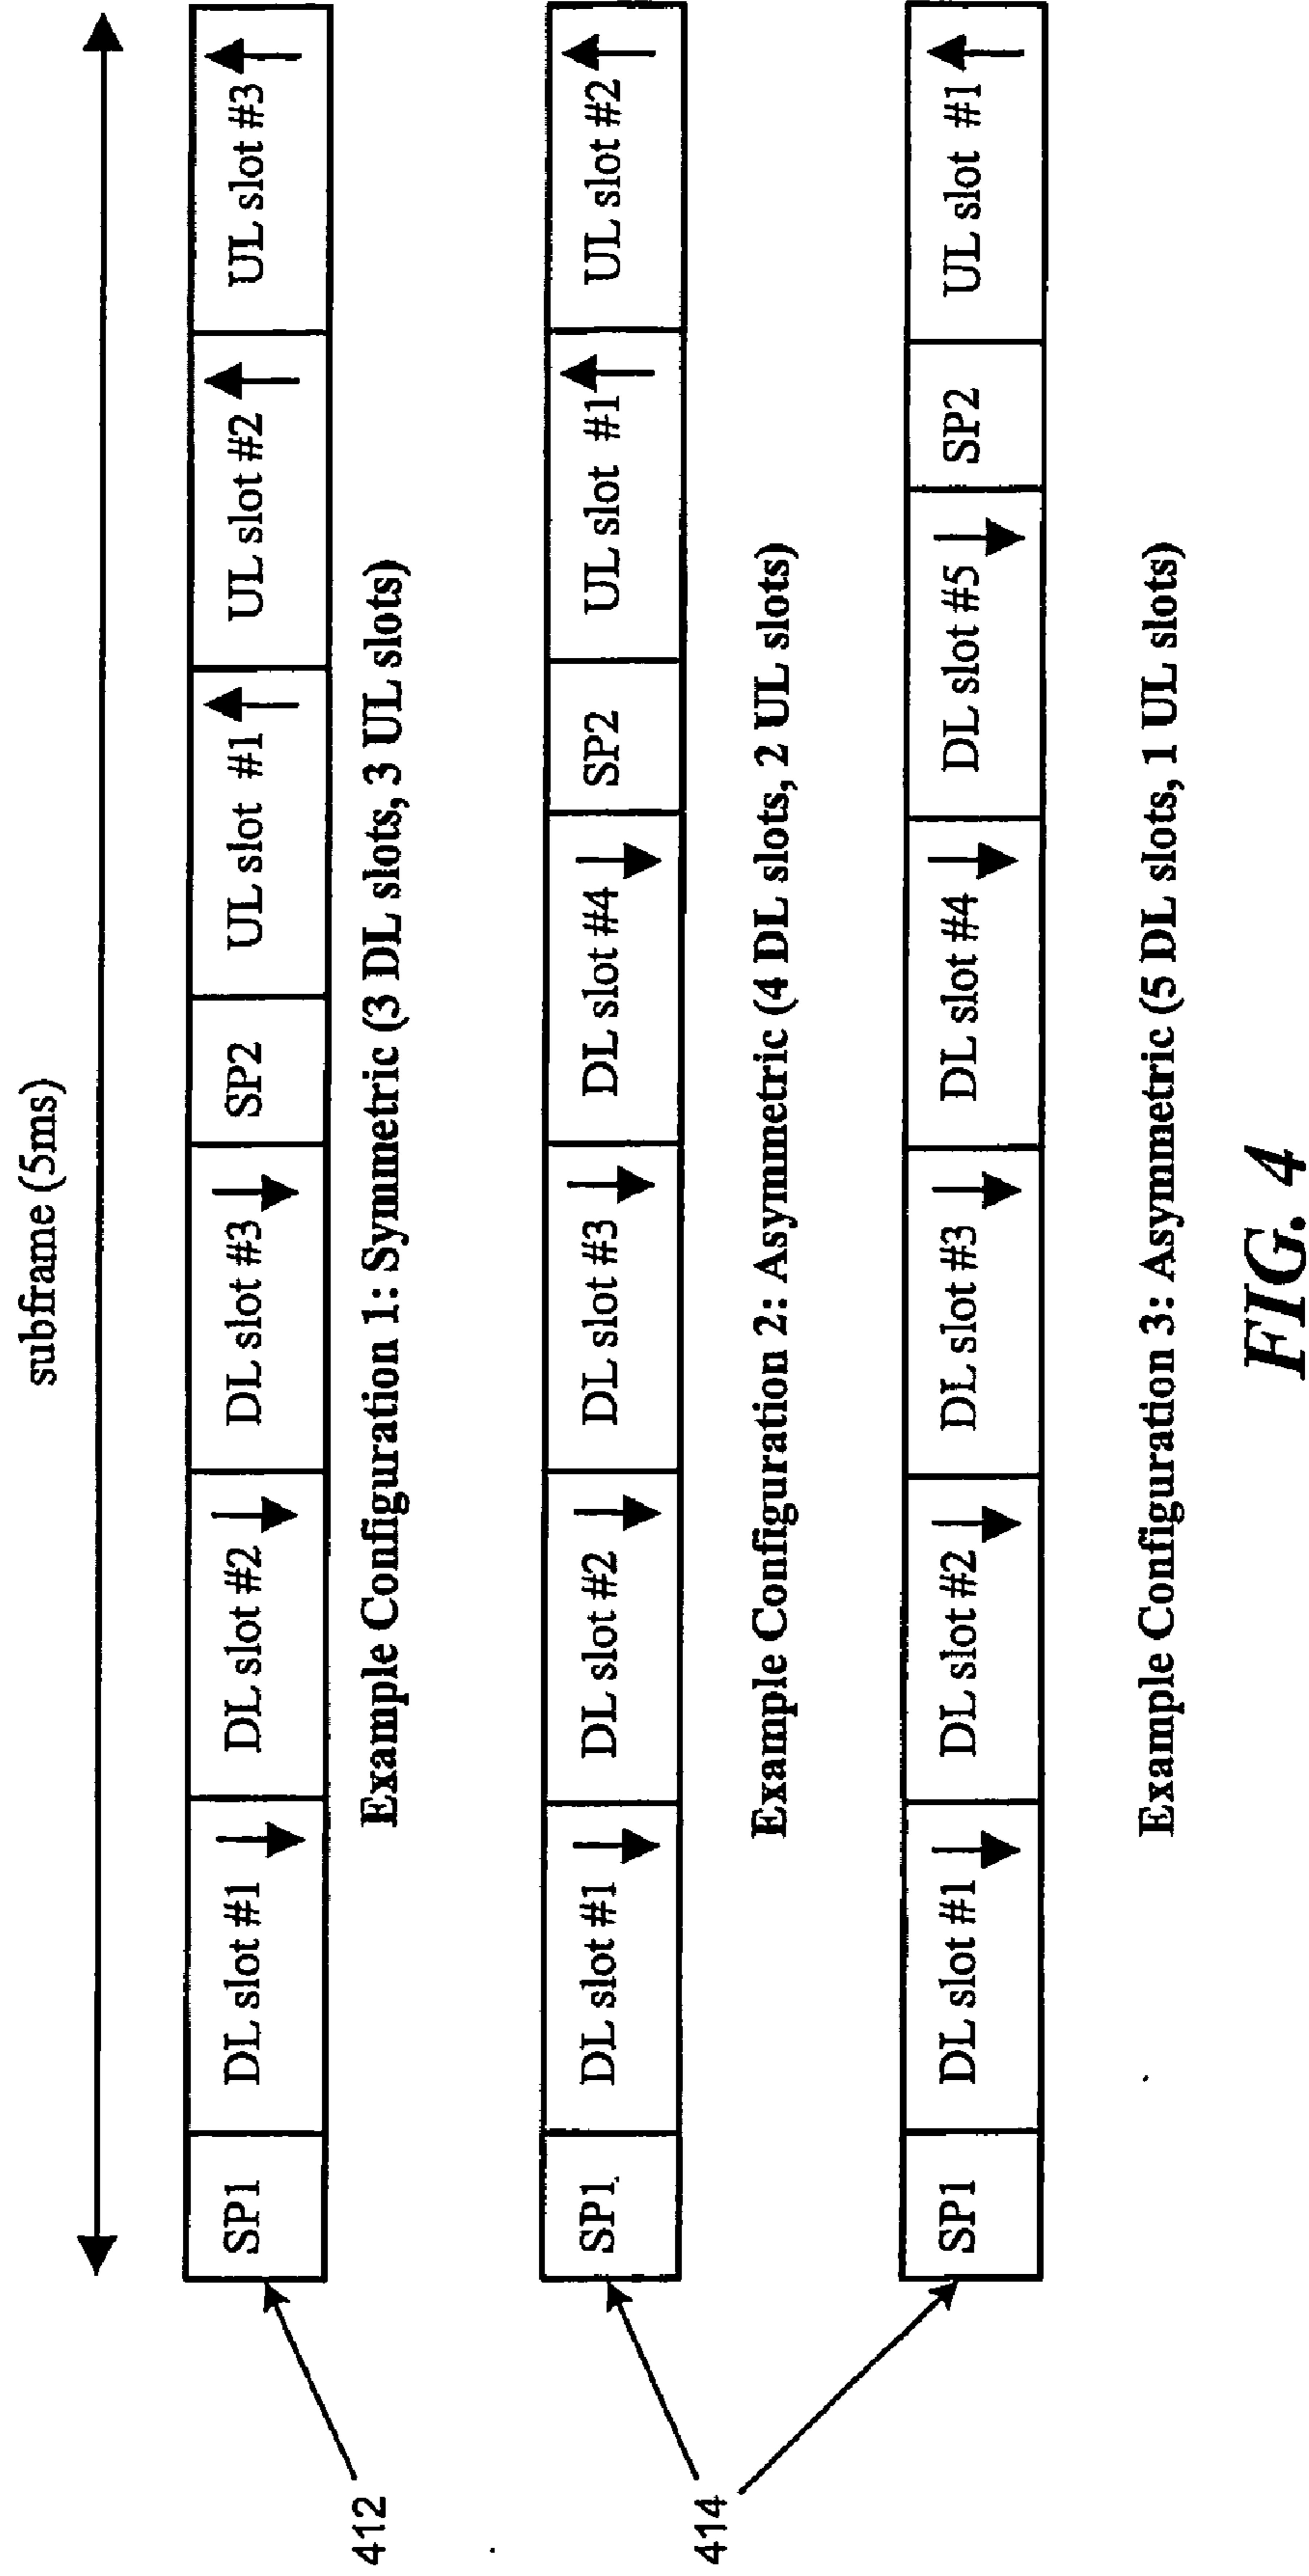 subframe (5ms)
SP1 DL slot #1 DL slot #2 DL slot #3 SP2 UL slot #1 UL slot #2 UL slot #3
412
Example Configuration 1: Symmetric (3 DL slots, 3 UL slots)
SP1 DL slot #1 DL slot #2 DL slot #3 DL slot #4 SP2 UL slot #1 UL slot #2
414
Example Configuration 2: Asymmetric (4 DL slots, 2 UL slots)
SP1 DL slot #1 DL slot #2 DL slot #3 DL slot #4 DL slot #5 SP2 UL slot #1
Example Configuration 3: Asymmetric (5 DL slots, 1 UL slots)
FIG. 4